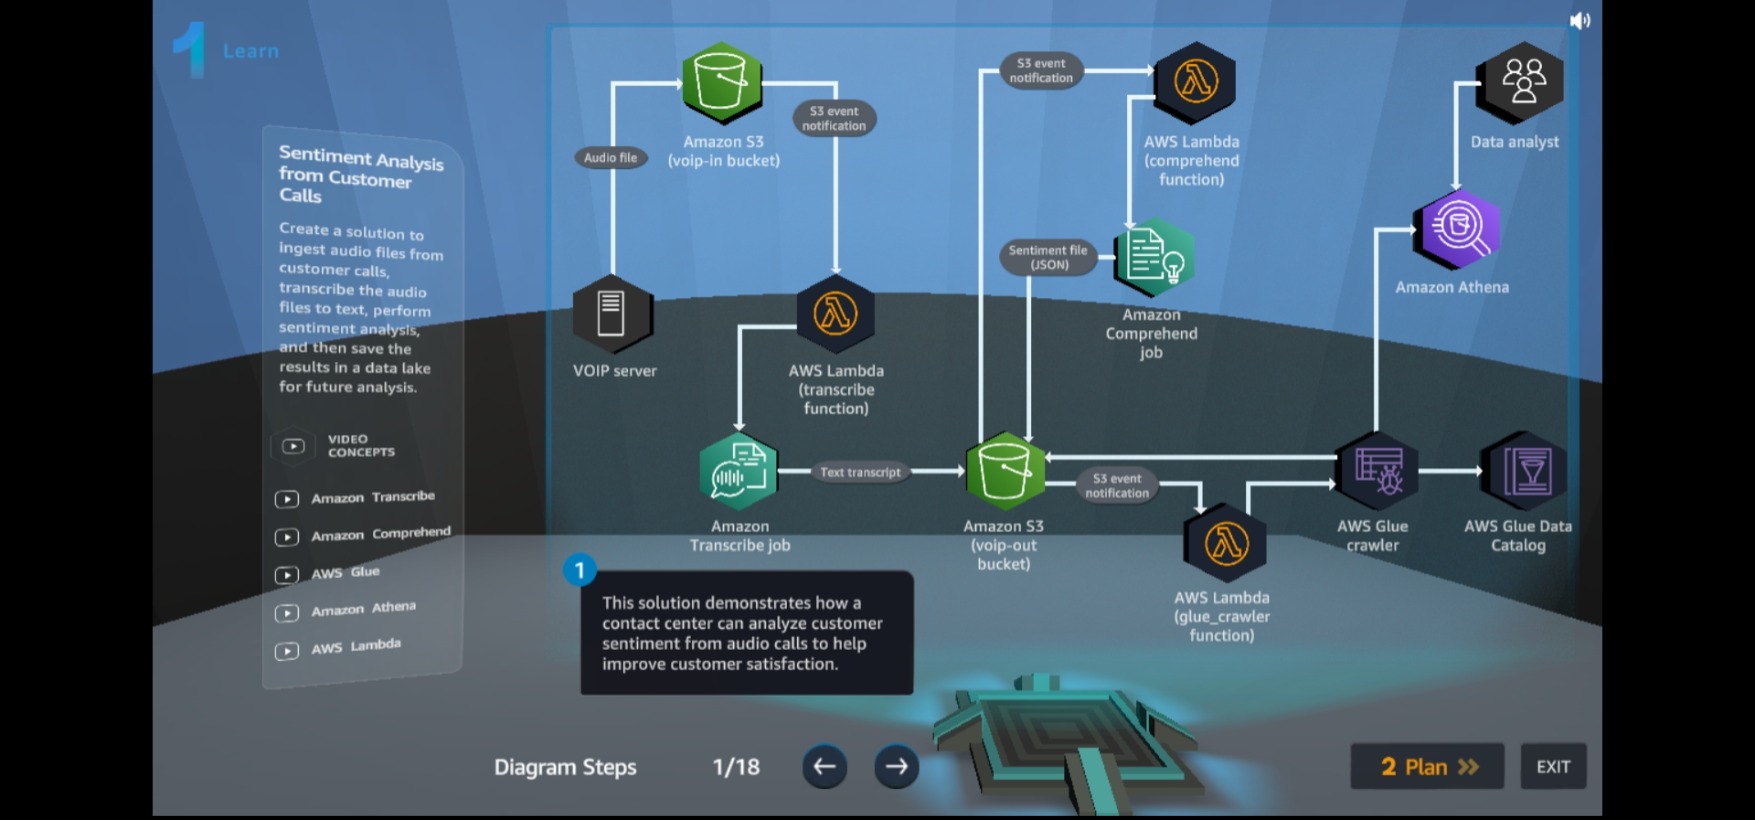 1 Learn
Sentiment Analysis
from Customer
Calls
Create a solution to
ingest audio files from
customer calls,
transcribe the audio
files to text, perform
sentiment analysis,
and then save the
results in a data lake
for future analysis.
VIDEO
CONCEPTS
Amazon Transcribe
Amazon Comprehend
AWS Glue
Amazon Athena
AWS Lambda
Audio file
Amazon S3
(voip-in bucket)
S3 event
notification
VOIP server
AWS Lambda
(transcribe
function)
Amazon
Transcribe job
Text transcript
Amazon S3
(voip-out
bucket)
S3 event
notification
AWS Lambda
(comprehend
function)
Sentiment file
(JSON)
Amazon
Comprehend
job
S3 event
notification
AWS Lambda
(glue_crawler
function)
AWS Glue
crawler
AWS Glue Data
Catalog
Data analyst
Amazon Athena
1
This solution demonstrates how a
contact center can analyze customer
sentiment from audio calls to help
improve customer satisfaction.
Diagram Steps 1/18
2 Plan
EXIT